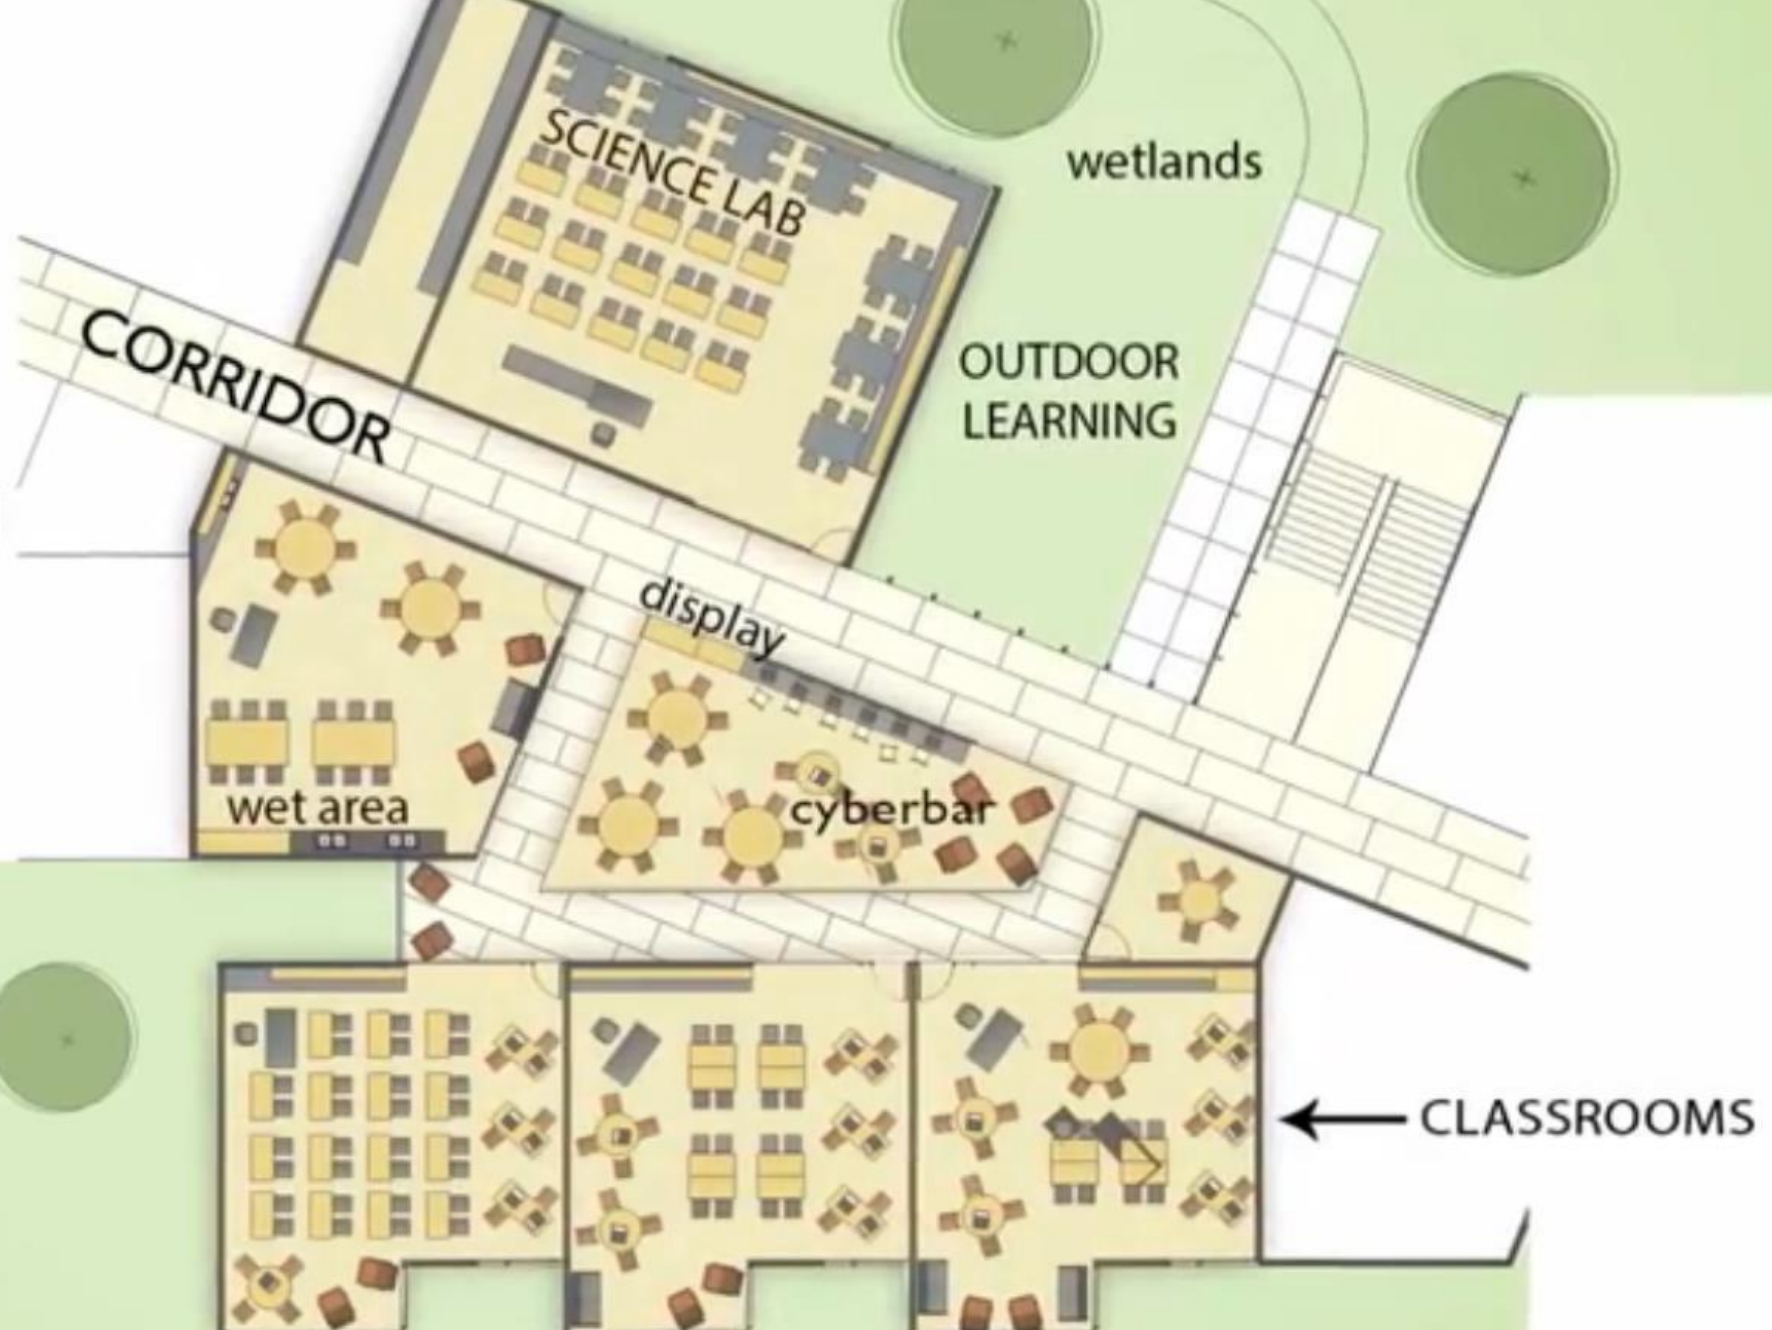 SCIENCE LAB
wetlands
CORRIDOR
OUTDOOR
LEARNING
display
wet area
cyberbar
CLASSROOMS